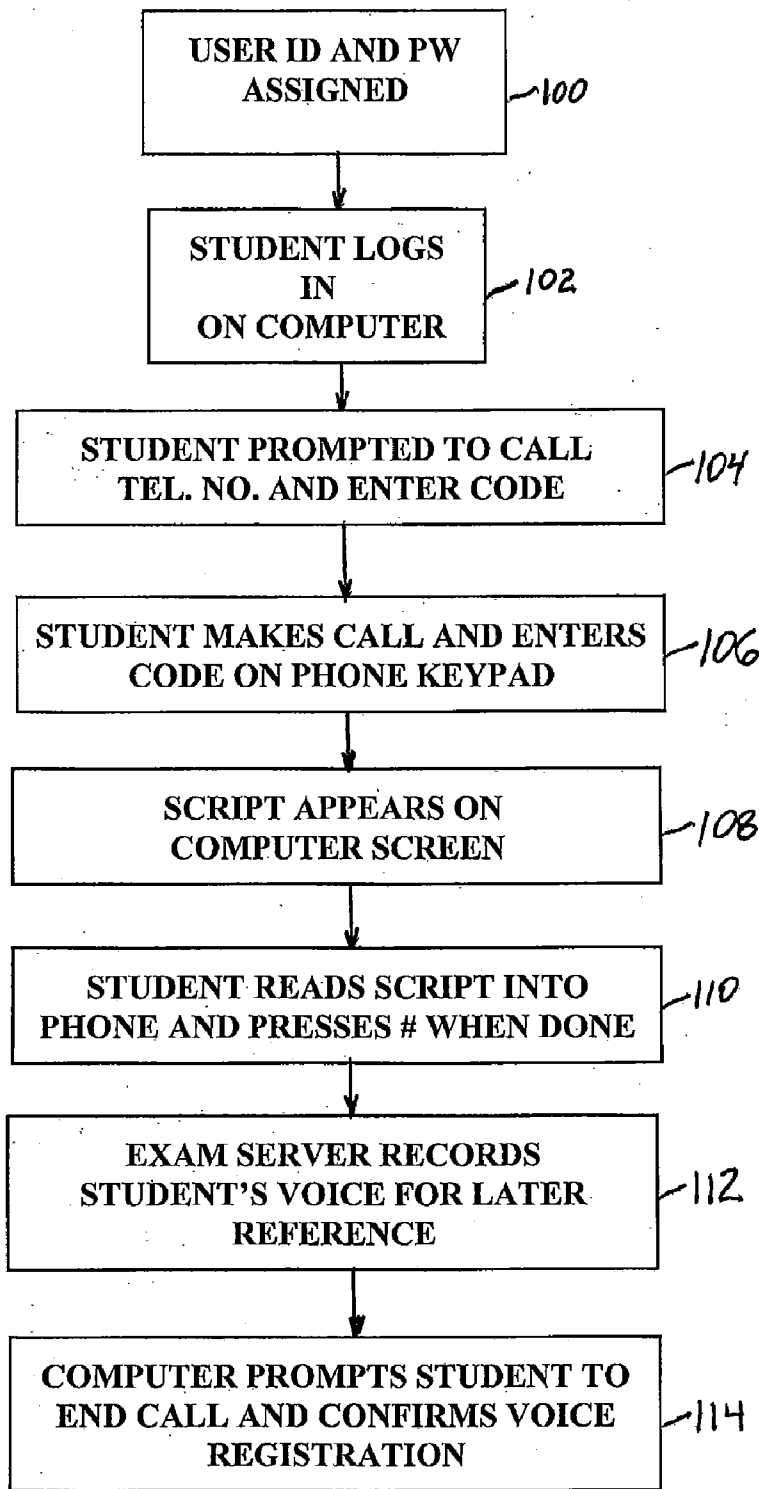 USER ID AND PW
ASSIGNED
100
STUDENT LOGS
IN
ON COMPUTER
102
STUDENT PROMPTED TO CALL
TEL. NO. AND ENTER CODE
104
STUDENT MAKES CALL AND ENTERS
CODE ON PHONE KEYPAD
106
SCRIPT APPEARS ON
COMPUTER SCREEN
108
STUDENT READS SCRIPT INTO
PHONE AND PRESSES # WHEN DONE
110
EXAM SERVER RECORDS
STUDENT'S VOICE FOR LATER
REFERENCE
112
COMPUTER PROMPTS STUDENT TO
END CALL AND CONFIRMS VOICE
REGISTRATION
114